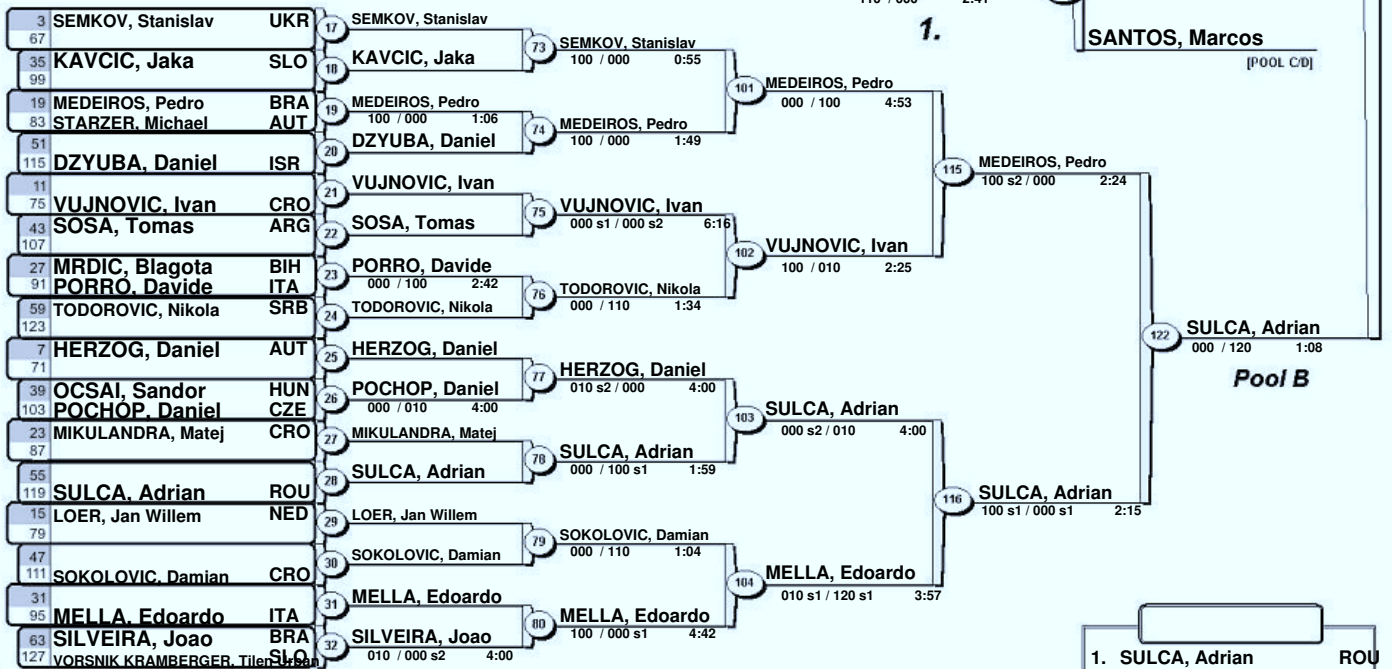 110 / 000 2:41
1.
SANTOS, Marcos
[POOL C/D]
3 SEMKOV, Stanislav UKR
67
35 KAVCIC, Jaka SLO
99
19 MEDEIROS, Pedro BRA
83 STARZER, Michael AUT
51
115 DZYUBA, Daniel ISR
11
75 VUJNOVIC, Ivan CRO
43 SOSA, Tomas ARG
107
27 MRDIC, Blagota BIH
91 PORRO, Davide ITA
59 TODOROVIC, Nikola SRB
123
7 HERZOG, Daniel AUT
71
39 OCSAI, Sandor HUN
103 POCHOP, Daniel CZE
23 MIKULANDRA, Matej CRO
87
55
119 SULCA, Adrian ROU
15 LOER, Jan Willem NED
79
47
111 SOKOLOVIC, Damian CRO
31
95 MELLA, Edoardo ITA
63 SILVEIRA, Joao BRA
127 VORSNIK KRAMBERGER, Tilen Urban SLO
17 SEMKOV, Stanislav
18 KAVCIC, Jaka
19 MEDEIROS, Pedro
100 / 000 1:06
20 DZYUBA, Daniel
21 VUJNOVIC, Ivan
22 SOSA, Tomas
23 PORRO, Davide
000 / 100 2:42
24 TODOROVIC, Nikola
25 HERZOG, Daniel
26 POCHOP, Daniel
000 / 010 4:00
27 MIKULANDRA, Matej
28 SULCA, Adrian
29 LOER, Jan Willem
30 SOKOLOVIC, Damian
31 MELLA, Edoardo
32 SILVEIRA, Joao
010 / 000 s2 4:00
73 SEMKOV, Stanislav
100 / 000 0:55
74 MEDEIROS, Pedro
100 / 000 1:49
75 VUJNOVIC, Ivan
000 s1 / 000 s2 6:16
76 TODOROVIC, Nikola
000 / 110 1:34
77 HERZOG, Daniel
010 s2 / 000 4:00
78 SULCA, Adrian
000 / 100 s1 1:59
79 SOKOLOVIC, Damian
000 / 110 1:04
80 MELLA, Edoardo
100 / 000 s1 4:42
101 MEDEIROS, Pedro
000 / 100 4:53
102 VUJNOVIC, Ivan
100 / 010 2:25
103 SULCA, Adrian
000 s2 / 010 4:00
104 MELLA, Edoardo
010 s1 / 120 s1 3:57
115 MEDEIROS, Pedro
100 s2 / 000 2:24
116 SULCA, Adrian
100 s1 / 000 s1 2:15
122 SULCA, Adrian
000 / 120 1:08
Pool B
1. SULCA, Adrian ROU